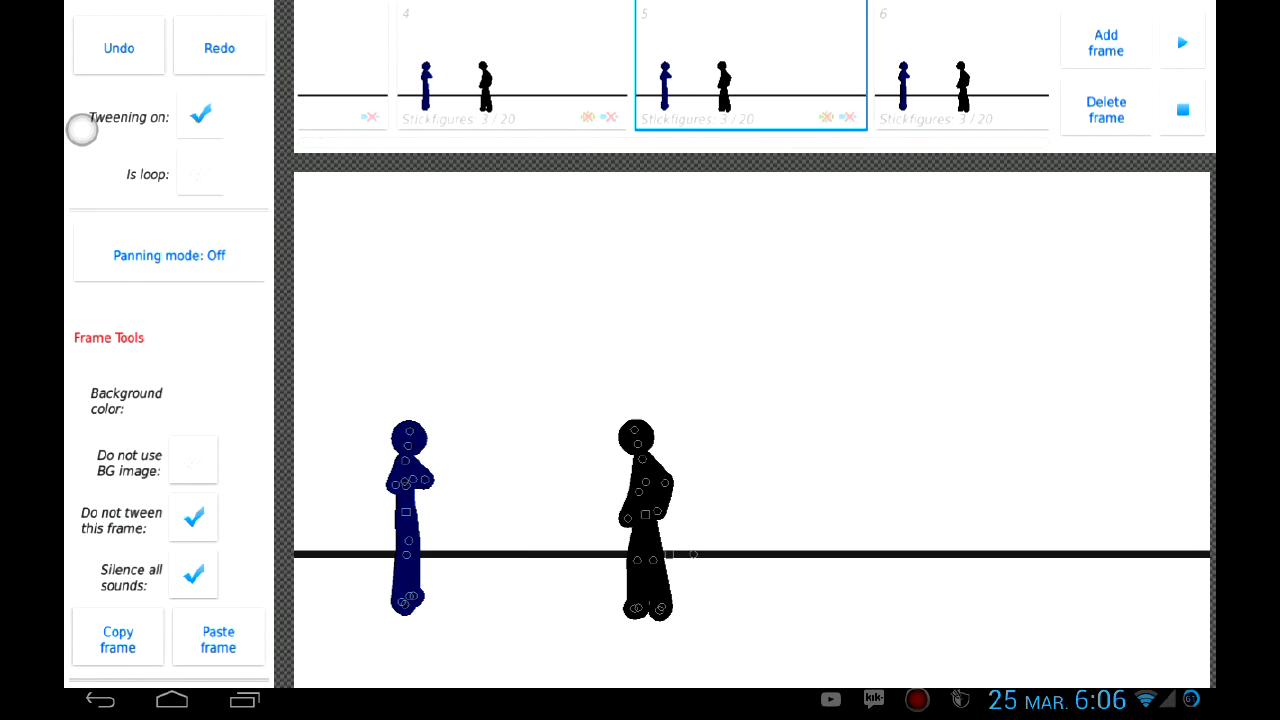 Undo
Redo
Tweening on:
Is loop:
Panning mode: Off
Frame Tools
Background
color:
Do not use
BG image:
Do not tween
this frame:
Silence all
sounds:
Copy
frame
Paste
frame
4
Stickfigures: 3 / 20
5
Stickfigures: 3 / 20
6
Stickfigures: 3 / 20
Add
frame
Delete
frame
kik·
25 MAR. 6:06
61